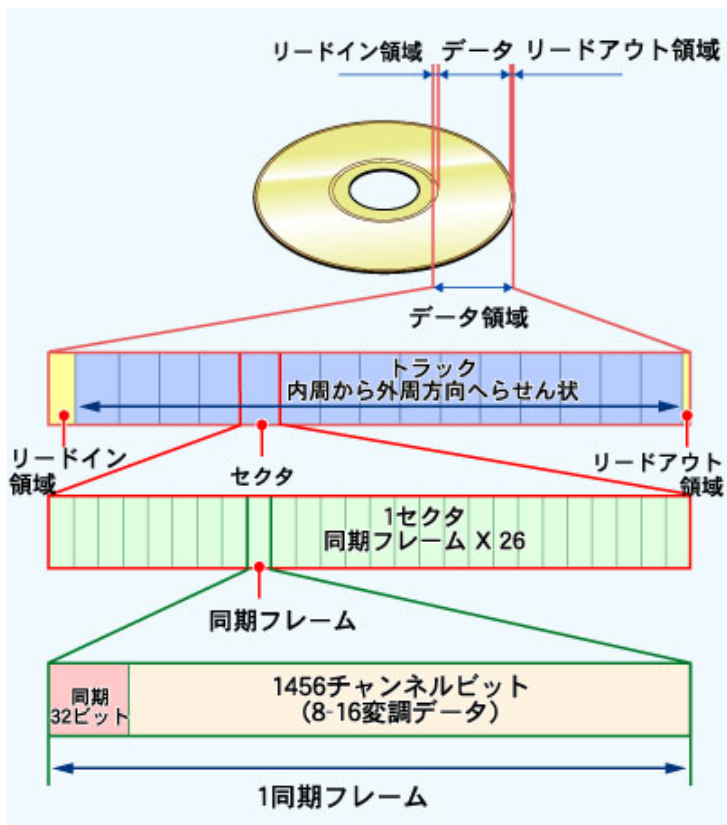 リードイン領域 データ リードアウト領域
データ領域
トラック
内周から外周方向へらせん状
リードイン
領域
セクタ
リードアウト
領域
1セクタ
同期フレーム X 26
同期フレーム
同期
32ビット
1456チャンネルビット
(8-16変調データ)
1同期フレーム